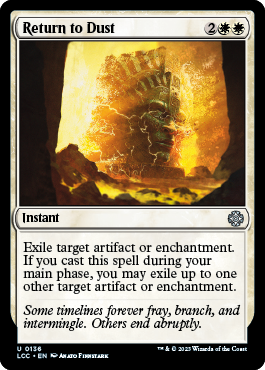 Return to Dust 2
Instant
Exile target artifact or enchantment.
If you cast this spell during your
main phase, you may exile up to one
other target artifact or enchantment.
Some timelines forever fray, branch, and
intermingle. Others end abruptly.
U 0136
LCC • EN ANATO FINNSTARK
™ & © 2023 Wizards of the Coast